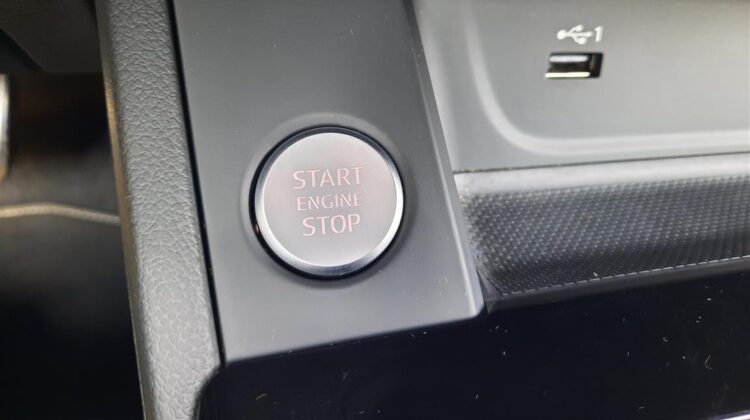 START
ENGINE
STOP
1